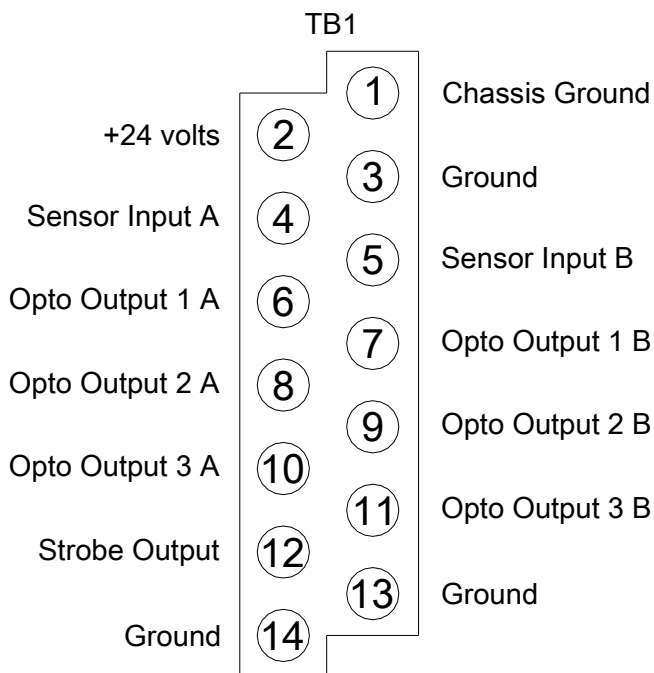 TB1
1 Chassis Ground
+24 volts 2
3 Ground
Sensor Input A 4
5 Sensor Input B
Opto Output 1 A 6
7 Opto Output 1 B
Opto Output 2 A 8
9 Opto Output 2 B
Opto Output 3 A 10
11 Opto Output 3 B
Strobe Output 12
13 Ground
Ground 14